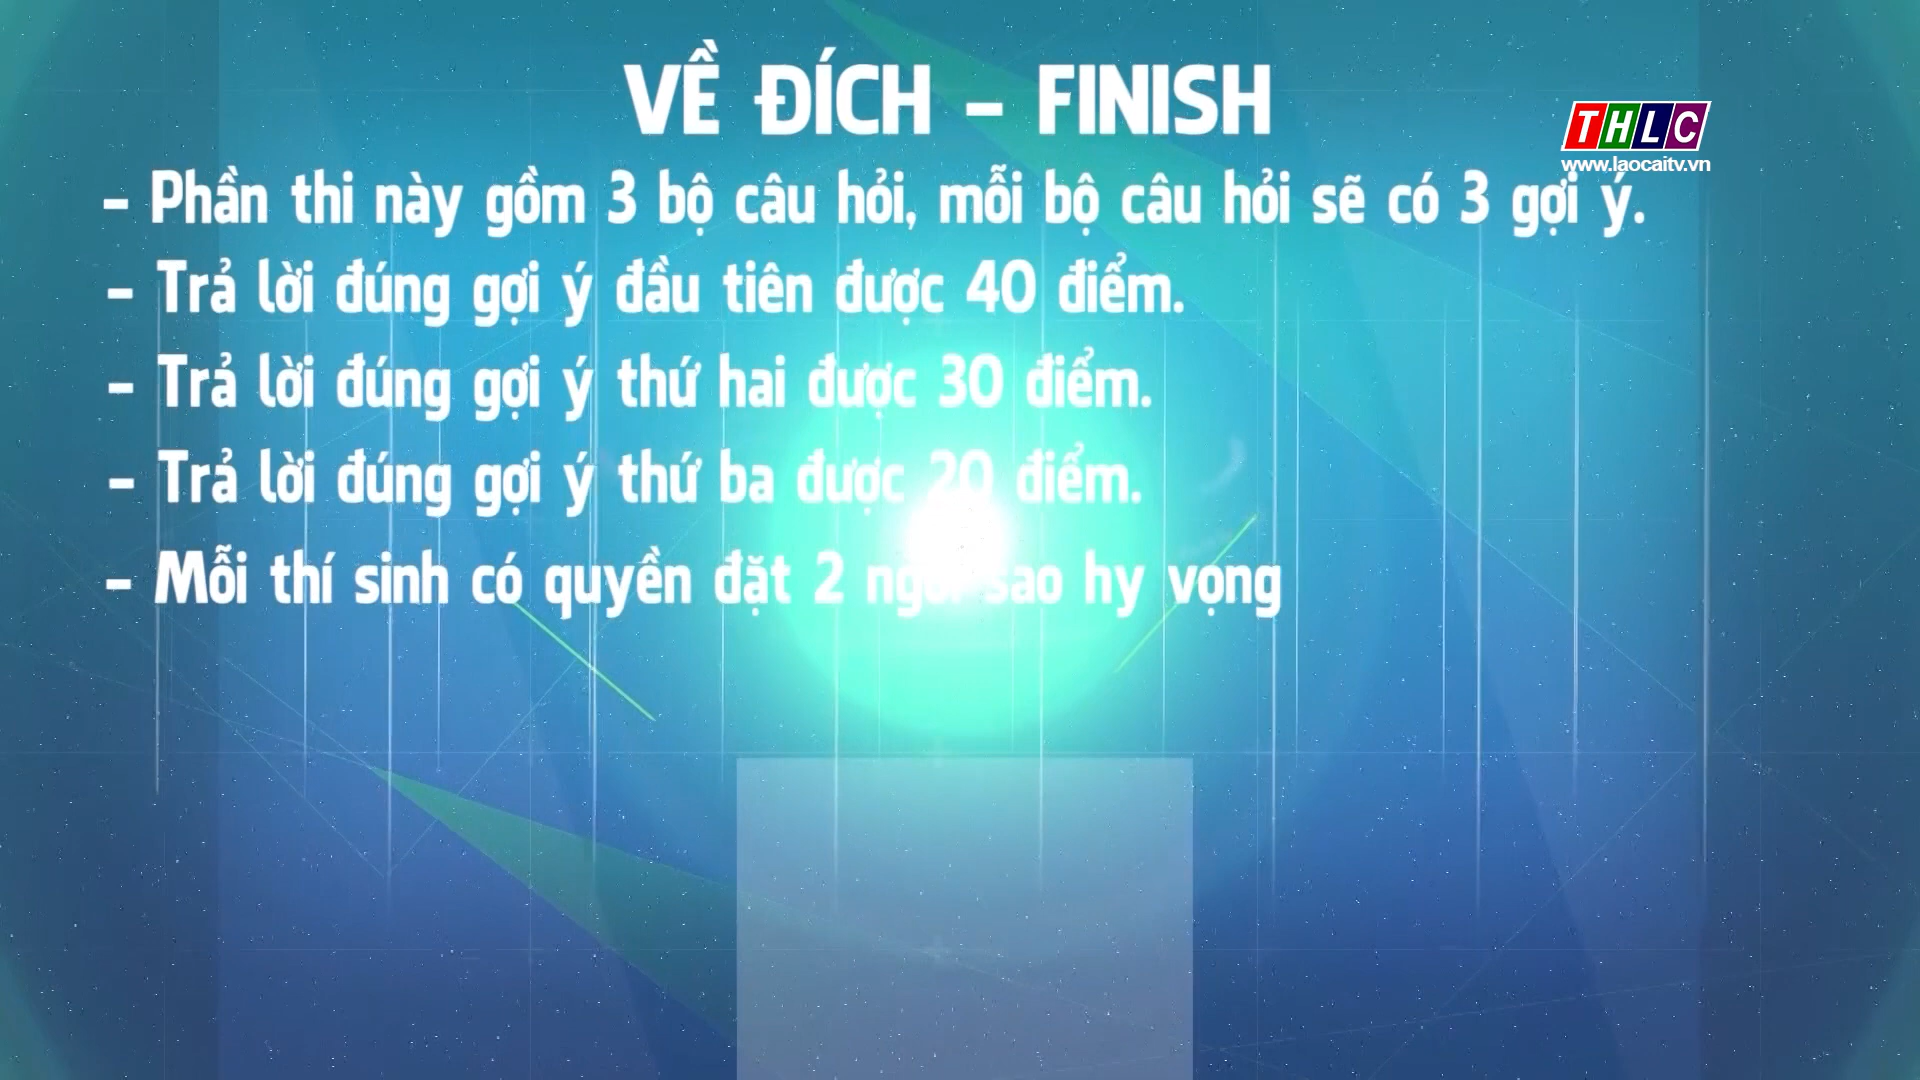 VỀ ĐÍCH – FINISH
THLC
www.laocaitv.vn
– Phần thi này gồm 3 bộ câu hỏi, mỗi bộ câu hỏi sẽ có 3 gợi ý.
– Trả lời đúng gợi ý đầu tiên được 40 điểm.
– Trả lời đúng gợi ý thứ hai được 30 điểm.
– Trả lời đúng gợi ý thứ ba được 20 điểm.
– Mỗi thí sinh có quyền đặt 2 ngôi sao hy vọng